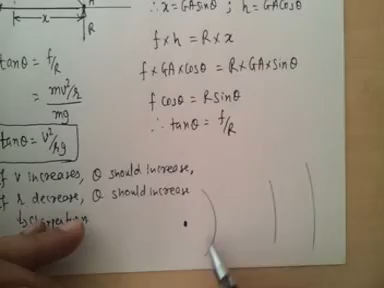 A
x
R
∴ x = GA sinθ ; h = GA cosθ
f × h = R × x
f × GA × cosθ = R × GA × sinθ
f cosθ = R sinθ
∴ tanθ = f/R
tanθ = f/R
= mv²/r
mg
tanθ = v²/rg
If v increases, θ should increase,
If r decrease, θ should increase